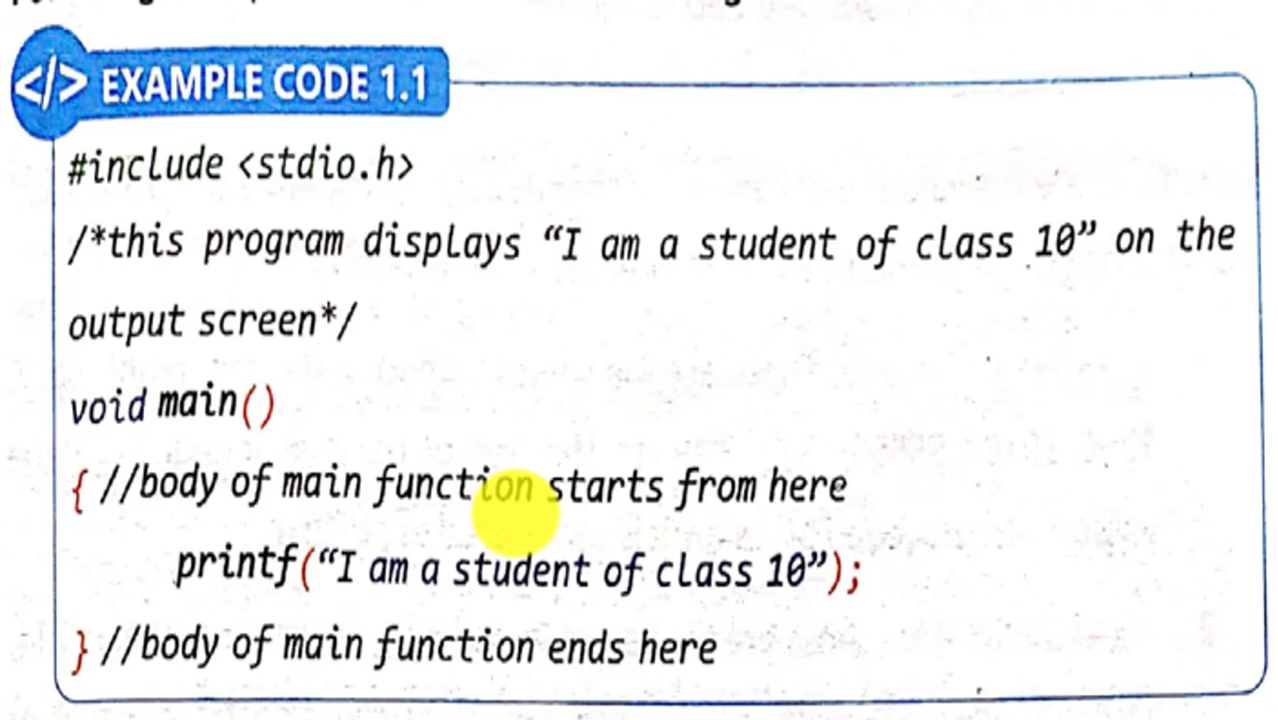 </> EXAMPLE CODE 1.1
#include <stdio.h>
/*this program displays “I am a student of class 10” on the
output screen*/
void main()
{ //body of main function starts from here
printf(“I am a student of class 10”);
} //body of main function ends here